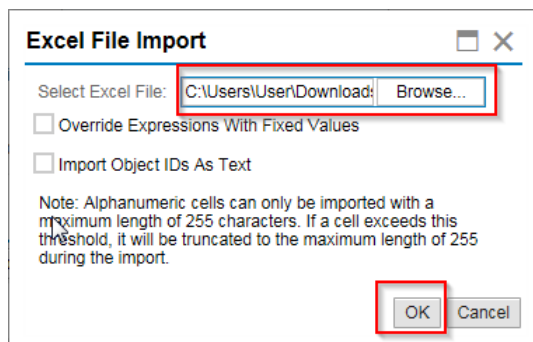 Excel File Import
Select Excel File: C:\Users\User\Downloads Browse...
Override Expressions With Fixed Values
Import Object IDs As Text
Note: Alphanumeric cells can only be imported with a
maximum length of 255 characters. If a cell exceeds this
threshold, it will be truncated to the maximum length of 255
during the import.
OK Cancel